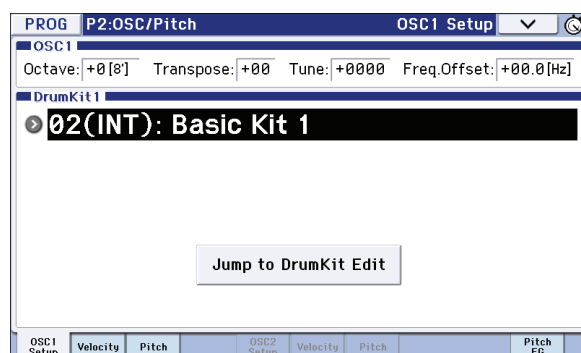 PROG P2:OSC/Pitch OSC1 Setup
OSC1
Octave: +0[8'] Transpose: +00 Tune: +0000 Freq.Offset: +00.0[Hz]
DrumKit1
02(INT): Basic Kit 1
Jump to DrumKit Edit
OSC1 Setup Velocity Pitch OSC2 Setup Velocity Pitch Pitch EG